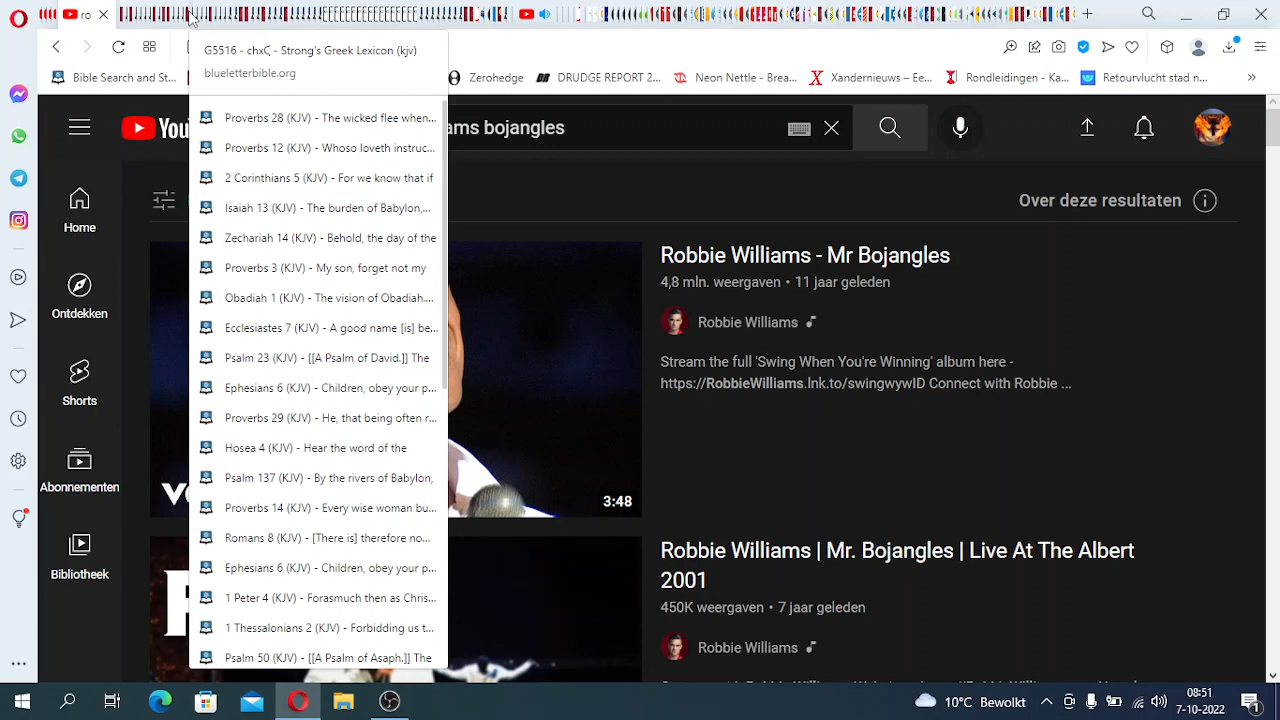 ro
G5516 - chxϚ - Strong's Greek Lexicon (kjv)
blueletterbible.org
Bible Search and St...
Zerohedge
DRUDGE REPORT 2...
Neon Nettle - Brea...
Xandernieuws – Ee...
Rondleidingen - Ka...
Retourvlucht stad n...
You
ams bojangles
Home
Ontdekken
Shorts
Abonnementen
Bibliotheek
Proverbs 28 (KJV) - The wicked flee when...
Proverbs 12 (KJV) - Whoso loveth instruc...
2 Corinthians 5 (KJV) - For we know that if
Isaiah 13 (KJV) - The burden of Babylon,...
Zechariah 14 (KJV) - Behold, the day of the
Proverbs 3 (KJV) - My son, forget not my
Obadiah 1 (KJV) - The vision of Obadiah....
Ecclesiastes 7 (KJV) - A good name [is] be...
Psalm 23 (KJV) - [[A Psalm of David.]] The
Ephesians 6 (KJV) - Children, obey your p...
Proverbs 29 (KJV) - He, that being often r...
Hosea 4 (KJV) - Hear the word of the
Psalm 137 (KJV) - By the rivers of Babylon,
Proverbs 14 (KJV) - Every wise woman bu...
Romans 8 (KJV) - [There is] therefore no...
Ephesians 6 (KJV) - Children, obey your p...
1 Peter 4 (KJV) - Forasmuch then as Chris...
1 Thessalonians 2 (KJV) - Forbidding us t...
Psalm 50 (KJV) - [[A Psalm of Asaph.]] The
Over deze resultaten
3:48
Robbie Williams - Mr Bojangles
4,8 mln. weergaven • 11 jaar geleden
Robbie Williams
Stream the full 'Swing When You're Winning' album here -
https://RobbieWilliams.lnk.to/swingwywID Connect with Robbie ...
Robbie Williams | Mr. Bojangles | Live At The Albert
2001
450K weergaven • 7 jaar geleden
Robbie Williams
10°C Bewolkt
08:51
7-10-2022
1